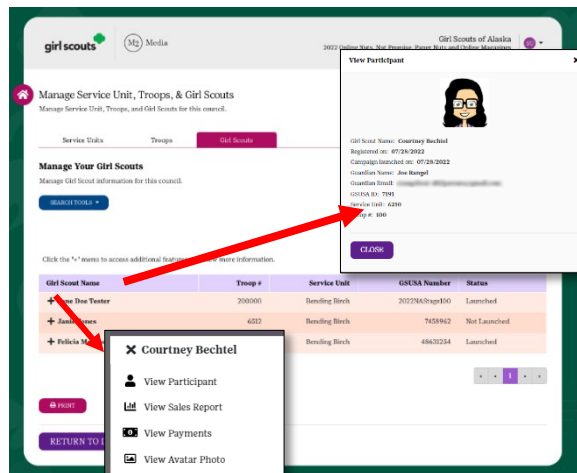 girl scouts
M2 Media
Girl Scouts of Alaska
2022 Online Nuts, Nut Promise, Paper Nuts and Online Magazines
Manage Service Unit, Troops, & Girl Scouts
Manage Service Unit, Troops, and Girl Scouts for this council.
Service Units Troops Girl Scouts
Manage Your Girl Scouts
Manage Girl Scout information for this council.
SEARCH TOOLS
View Participant
Girl Scout Name: Courtney Bechtel
Registered on: 07/28/2022
Campaign launched on: 07/28/2022
Guardian Name: Joe Rangel
Guardian Email:
GSUSA ID: 7191
Service Unit: 6210
#: 100
CLOSE
Click the "+" menu to access additional features more information.
Girl Scout Name Troop # Service Unit GSUSA Number Status
Doe Tester 200000 Bending Birch 2022NAStage100 Launched
6512 Bending Birch 7459962 Not Launched
Felicia Bending Birch 48631254 Launched
1
PRINT
RETURN TO
Courtney Bechtel
View Participant
View Sales Report
View Payments
View Avatar Photo